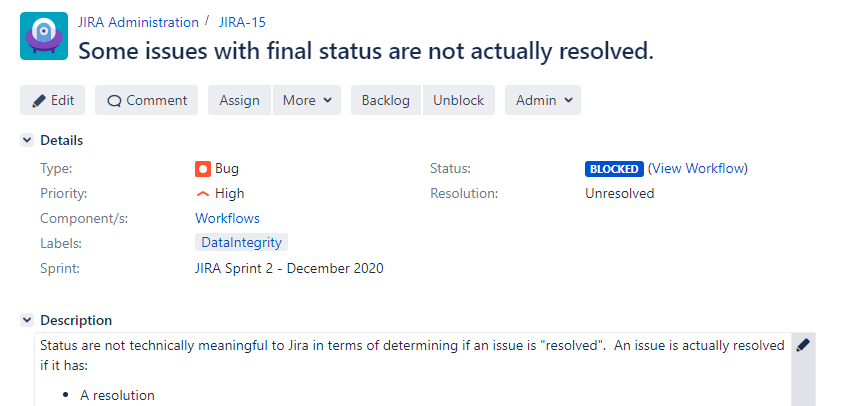 JIRA Administration / JIRA-15
Some issues with final status are not actually resolved.
Edit Comment Assign More Backlog Unblock Admin
Details
Type: Bug Status: BLOCKED (View Workflow)
Priority: High Resolution: Unresolved
Component/s: Workflows
Labels: DataIntegrity
Sprint: JIRA Sprint 2 - December 2020
Description
Status are not technically meaningful to Jira in terms of determining if an issue is "resolved".  An issue is actually resolved
if it has:
• A resolution